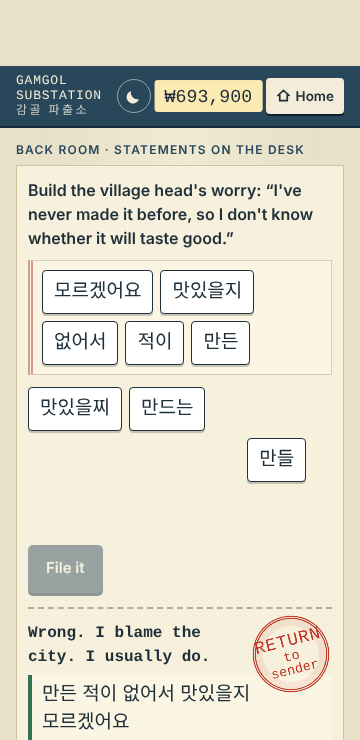 GAMGOL
SUBSTATION
감골 파출소
₩693,900
Home
BACK ROOM · STATEMENTS ON THE DESK
Build the village head's worry: “I've
never made it before, so I don't know
whether it will taste good.”
모르겠어요 맛있을지
없어서 적이 만든
맛있을찌 만드는
만들
File it
Wrong. I blame the
city. I usually do.
RETURN
to
sender
만든 적이 없어서 맛있을지
모르겠어요